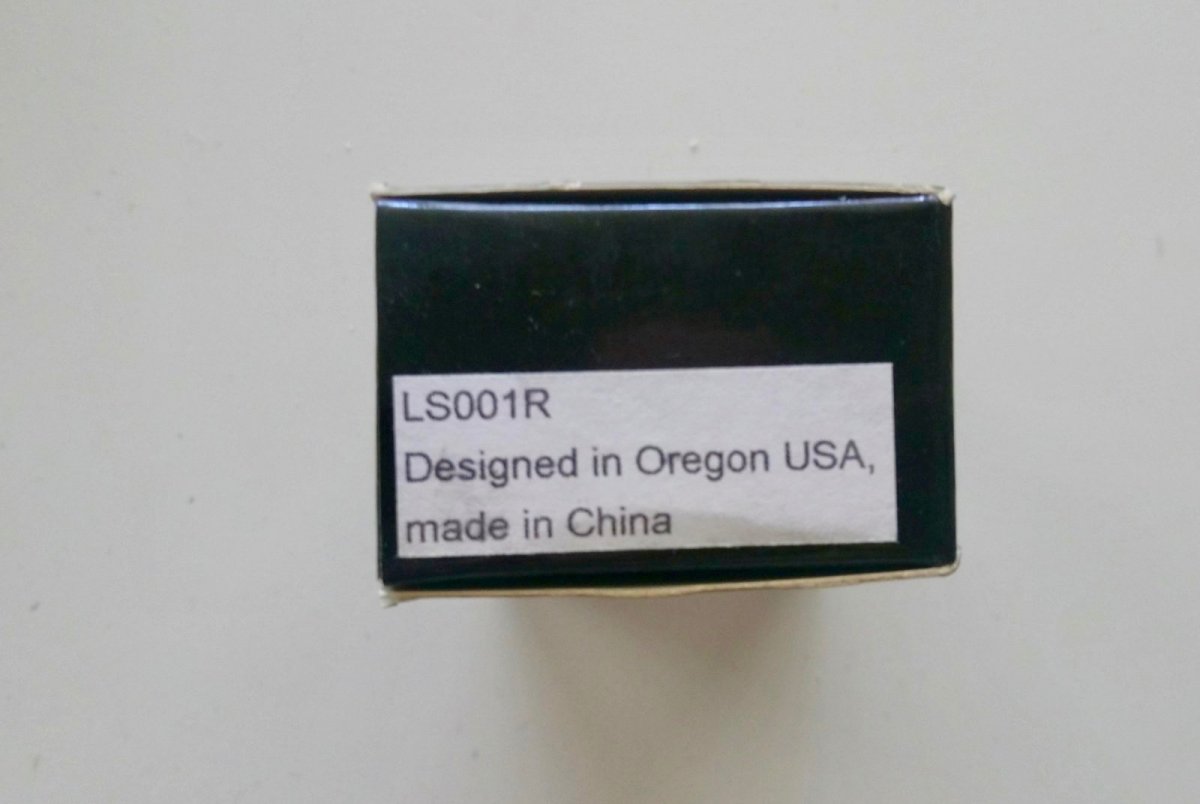 LS001R
Designed in Oregon USA,
made in China